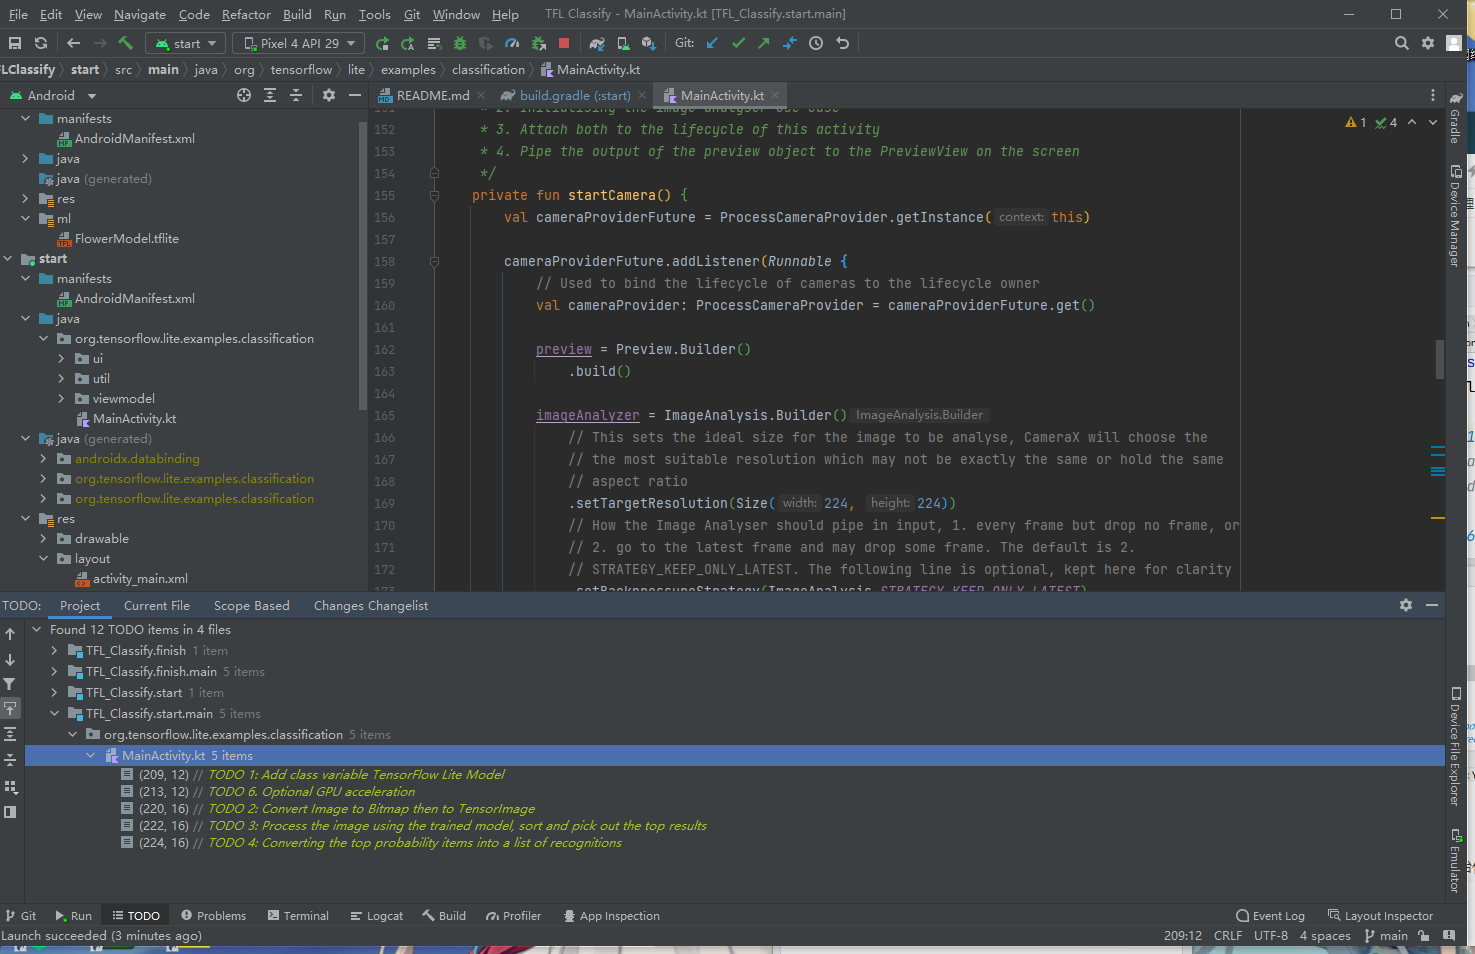 File Edit View Navigate Code Refactor Build Run Tools Git Window Help TFL Classify - MainActivity.kt [TFL_Classify.start.main]
start Pixel 4 API 29 Git:
LClassify start src main java org tensorflow lite examples classification MainActivity.kt
Android README.md build.gradle (:start) MainActivity.kt
manifests
AndroidManifest.xml
java
java (generated)
res
ml
FlowerModel.tflite
start
manifests
AndroidManifest.xml
java
org.tensorflow.lite.examples.classification
ui
util
viewmodel
MainActivity.kt
java (generated)
androidx.databinding
org.tensorflow.lite.examples.classification
org.tensorflow.lite.examples.classification
res
drawable
layout
activity_main.xml
1 4
152 * 3. Attach both to the lifecycle of this activity
153 * 4. Pipe the output of the preview object to the PreviewView on the screen
154 */
155 private fun startCamera() {
156 val cameraProviderFuture = ProcessCameraProvider.getInstance( context: this)
157
158 cameraProviderFuture.addListener(Runnable {
159 // Used to bind the lifecycle of cameras to the lifecycle owner
160 val cameraProvider: ProcessCameraProvider = cameraProviderFuture.get()
161
162 preview = Preview.Builder()
163 .build()
164
165 imageAnalyzer = ImageAnalysis.Builder() ImageAnalysis.Builder
166 // This sets the ideal size for the image to be analyse, CameraX will choose the
167 // the most suitable resolution which may not be exactly the same or hold the same
168 // aspect ratio
169 .setTargetResolution(Size( width: 224, height: 224))
170 // How the Image Analyser should pipe in input, 1. every frame but drop no frame, or
171 // 2. go to the latest frame and may drop some frame. The default is 2.
172 // STRATEGY_KEEP_ONLY_LATEST. The following line is optional, kept here for clarity
Gradle
Device Manager
Device File Explorer
Emulator
TODO: Project Current File Scope Based Changes Changelist
Found 12 TODO items in 4 files
TFL_Classify.finish 1 item
TFL_Classify.finish.main 5 items
TFL_Classify.start 1 item
TFL_Classify.start.main 5 items
org.tensorflow.lite.examples.classification 5 items
MainActivity.kt 5 items
(209, 12) // TODO 1: Add class variable TensorFlow Lite Model
(213, 12) // TODO 6. Optional GPU acceleration
(220, 16) // TODO 2: Convert Image to Bitmap then to TensorImage
(222, 16) // TODO 3: Process the image using the trained model, sort and pick out the top results
(224, 16) // TODO 4: Converting the top probability items into a list of recognitions
Git Run TODO Problems Terminal Logcat Build Profiler App Inspection Event Log Layout Inspector
Launch succeeded (3 minutes ago) 209:12 CRLF UTF-8 4 spaces main